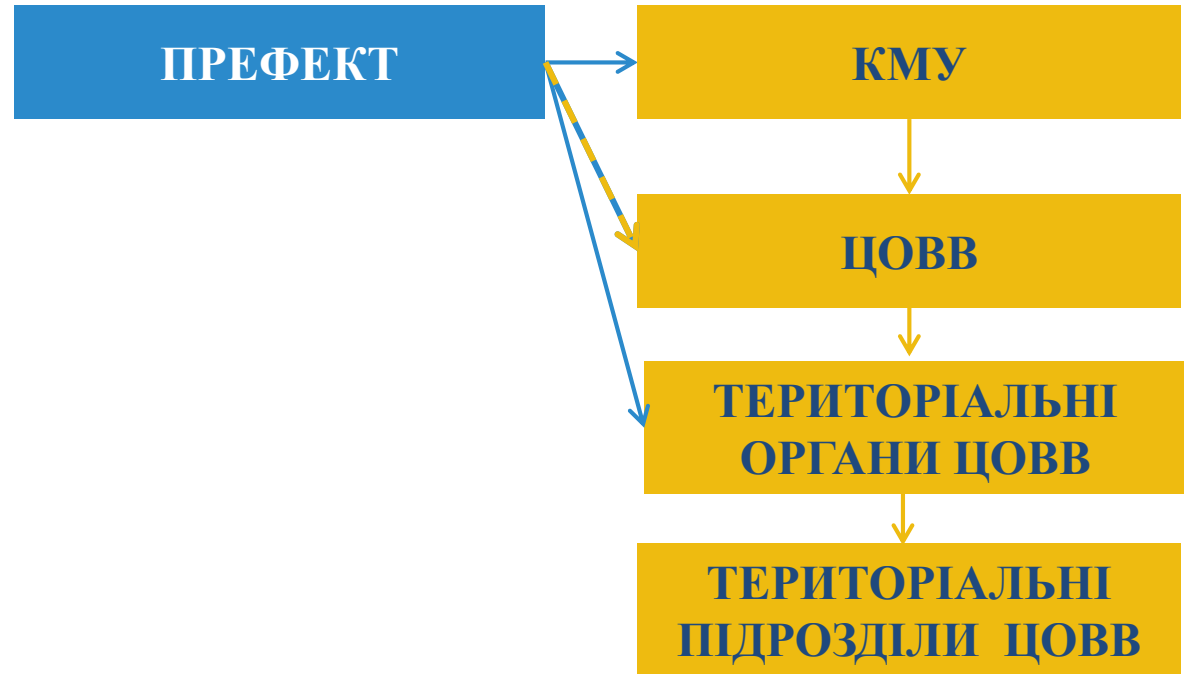 ПРЕФЕКТ
КМУ
ЦОВВ
ТЕРИТОРІАЛЬНІ
ОРГАНИ ЦОВВ
ТЕРИТОРІАЛЬНІ
ПІДРОЗДІЛИ ЦОВВ